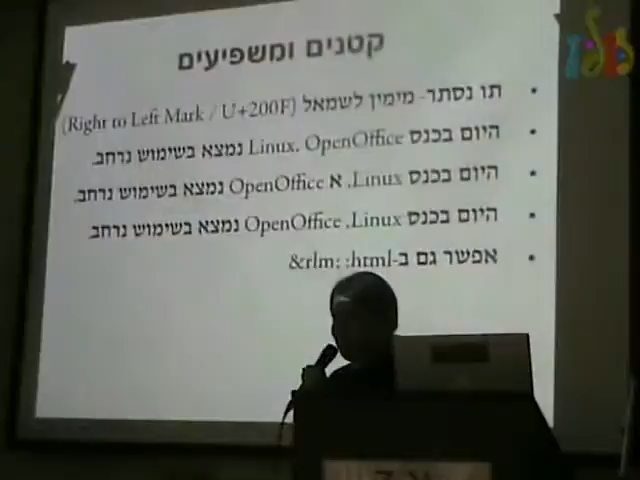 קטנים ומשפיעים
• תו נסתר- מימין לשמאל (Right to Left Mark / U+200F)
• היום בכנס Linux, OpenOffice נמצא בשימוש נרחב.
• היום בכנס Linux, א OpenOffice נמצא בשימוש נרחב.
• היום בכנס Linux, ‏OpenOffice נמצא בשימוש נרחב.
• אפשר גם ב-html: &rlm;